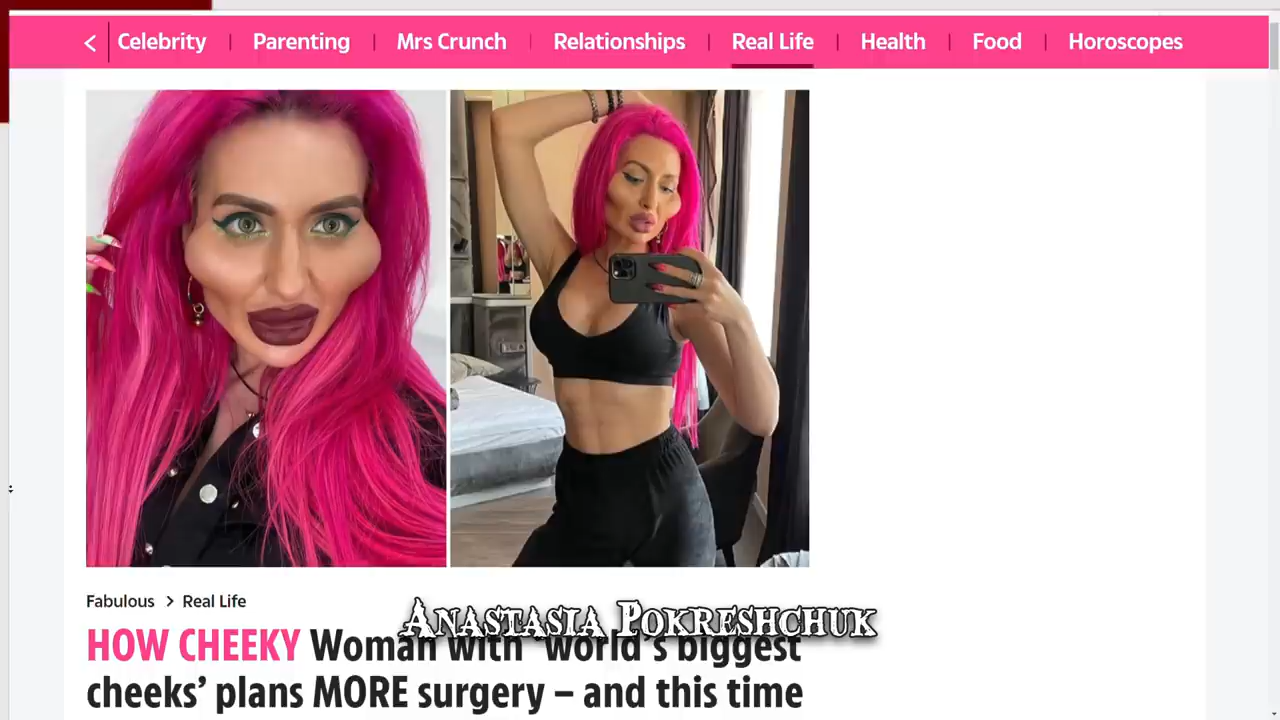 Celebrity | Parenting | Mrs Crunch | Relationships | Real Life | Health | Food | Horoscopes
Fabulous > Real Life
ANASTASIA POKRESHCHUK
HOW CHEEKY Woman with ‘world’s biggest
cheeks’ plans MORE surgery – and this time